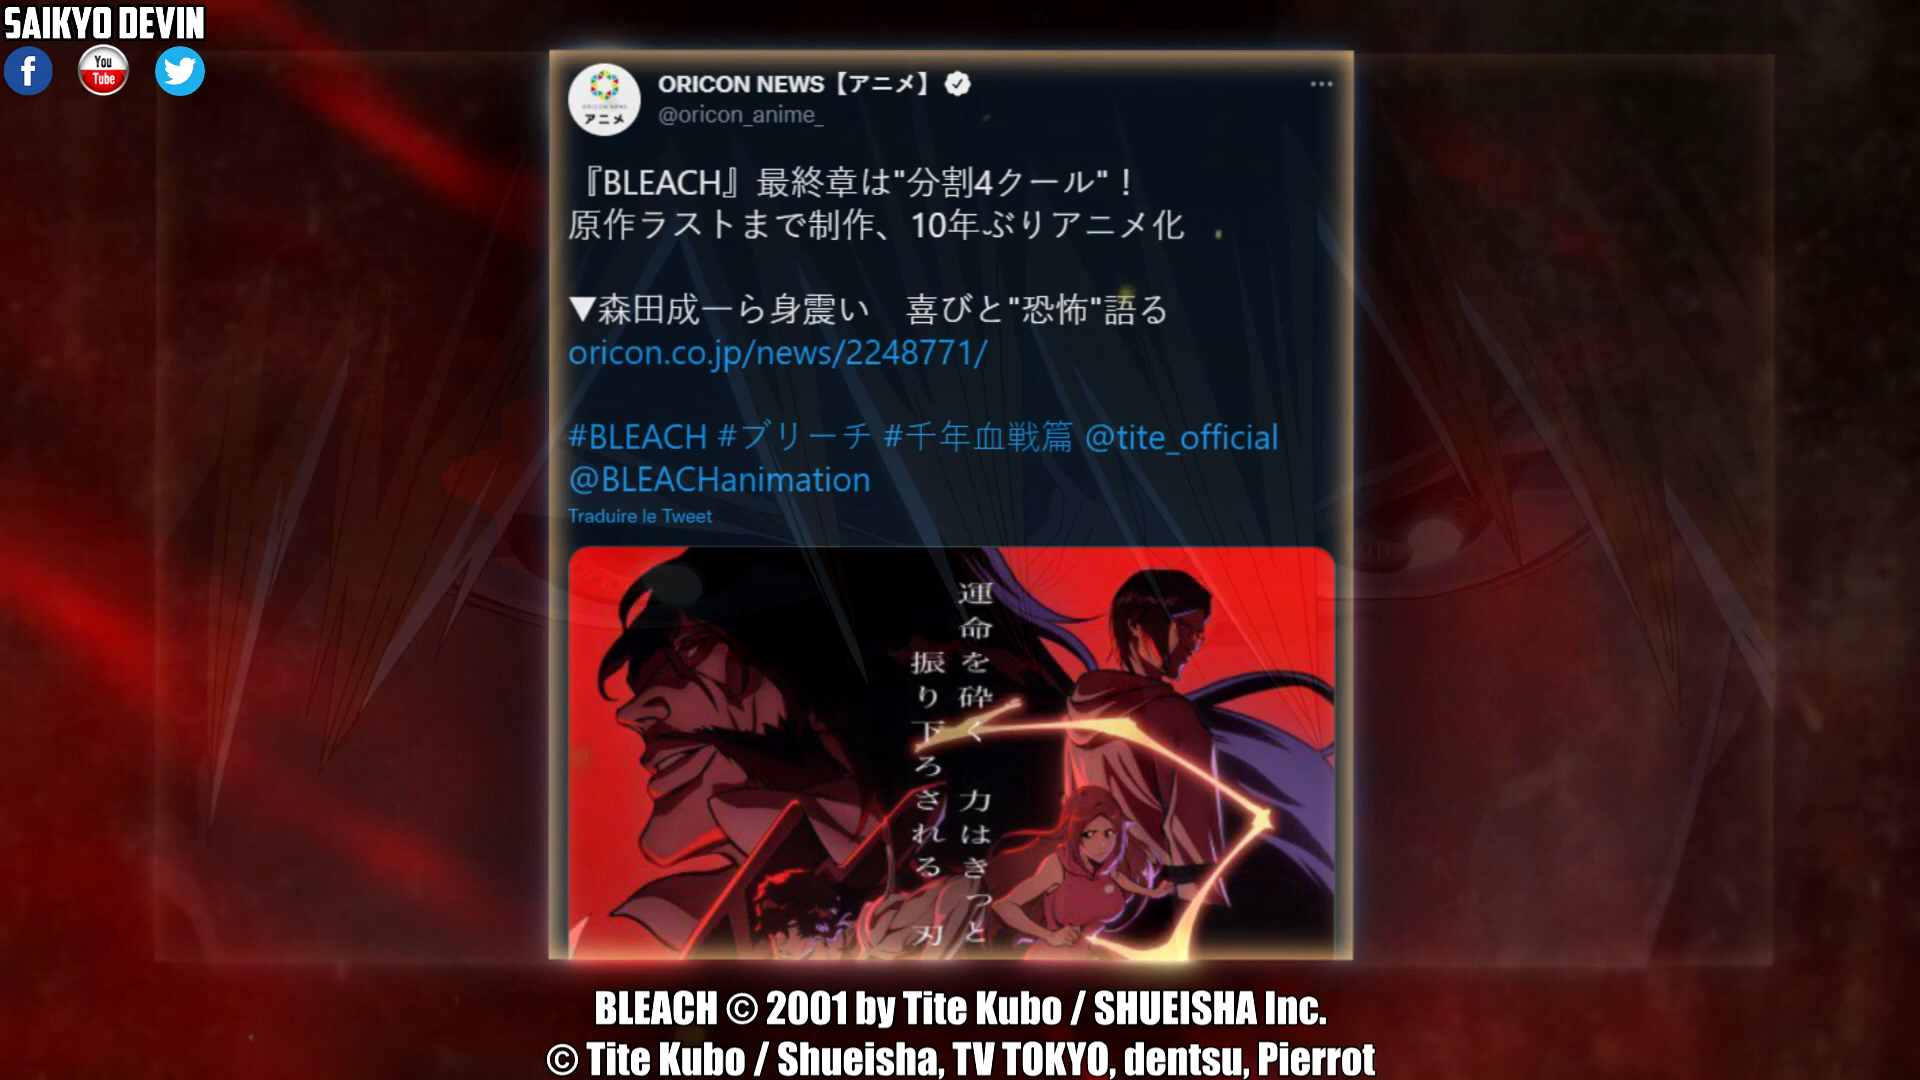 SAIKYO DEVIN
You
Tube
ORICON NEWS【アニメ】
@oricon_anime_
ORICON NEWS
アニメ
『BLEACH』最終章は"分割4クール"！
原作ラストまで制作、10年ぶりアニメ化
▼森田成一ら身震い　喜びと"恐怖"語る
oricon.co.jp/news/2248771/
#BLEACH #ブリーチ #千年血戦篇 @tite_official
@BLEACHanimation
Traduire le Tweet
運命を砕く　力はきっと
振り下ろされる　刃
BLEACH © 2001 by Tite Kubo / SHUEISHA Inc.
© Tite Kubo / Shueisha, TV TOKYO, dentsu, Pierrot